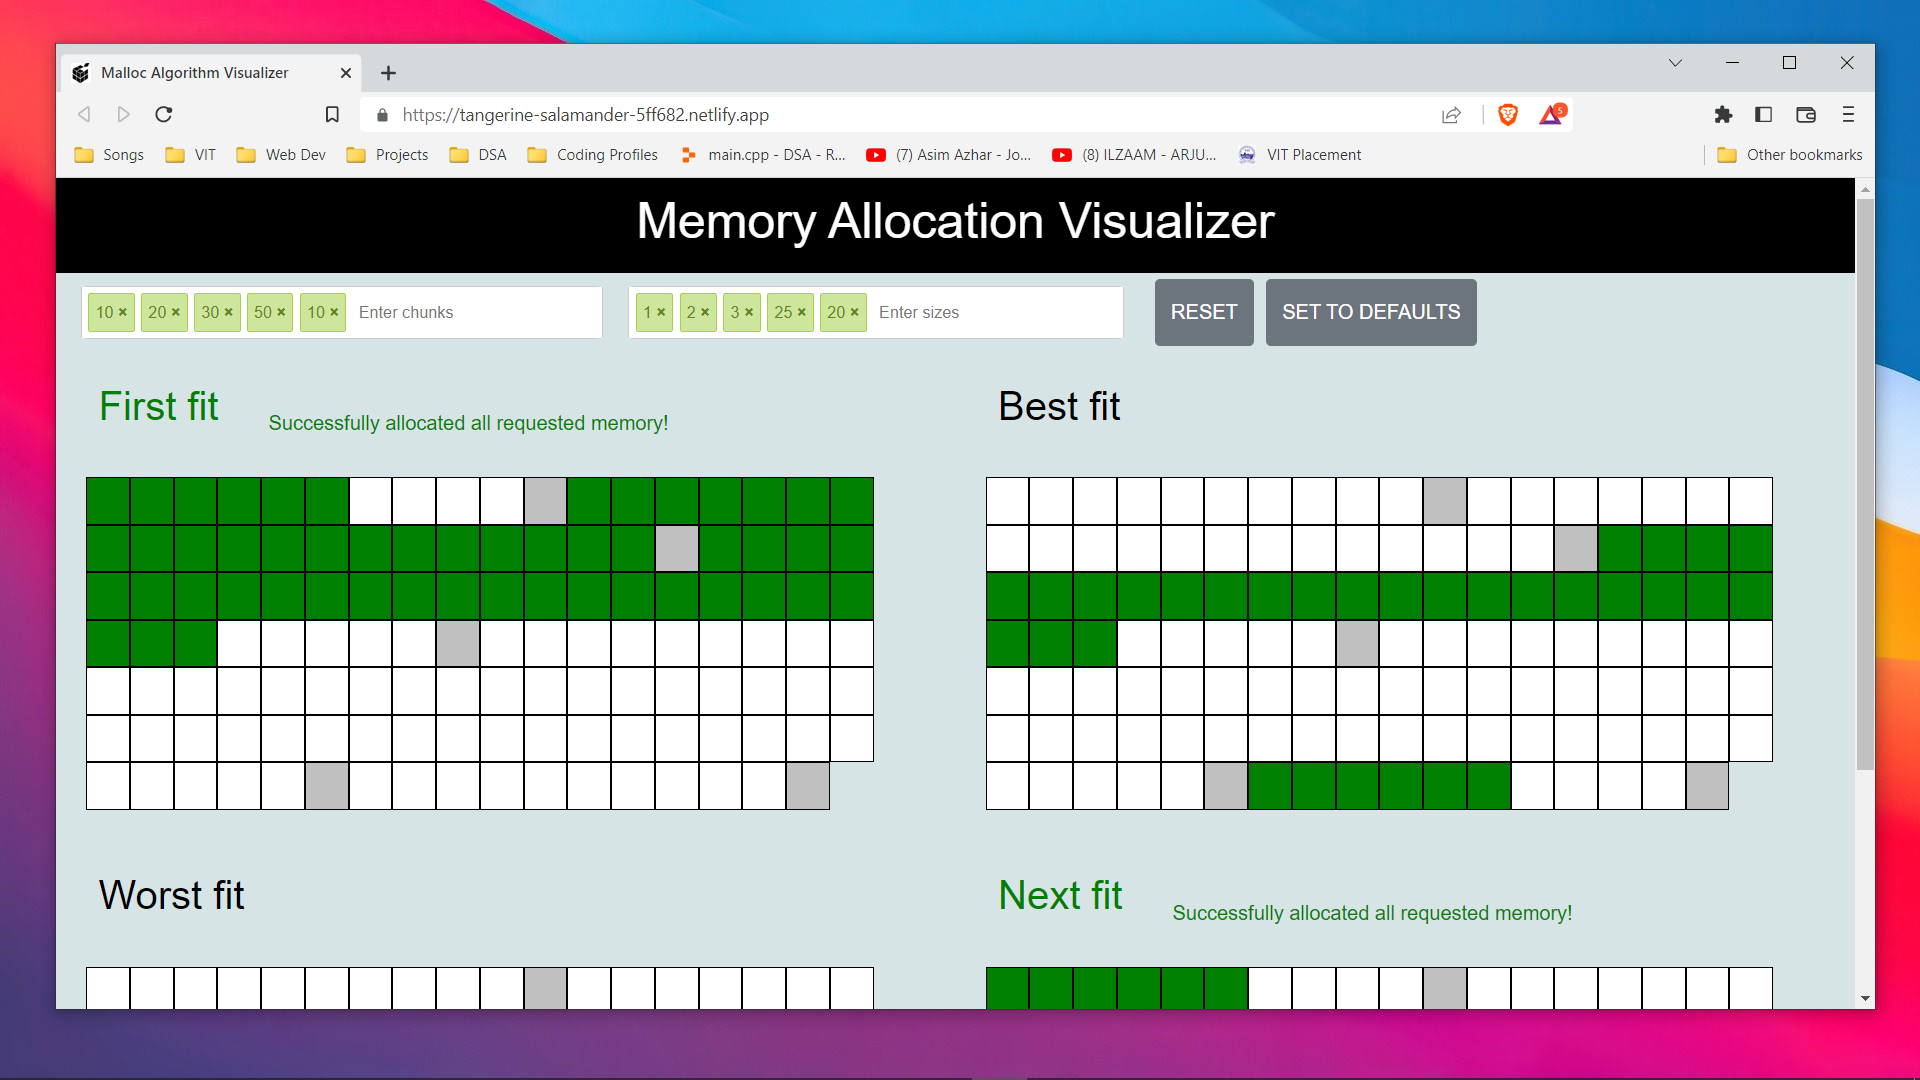 Malloc Algorithm Visualizer
https://tangerine-salamander-5ff682.netlify.app
5
Songs VIT Web Dev Projects DSA Coding Profiles main.cpp - DSA - R... (7) Asim Azhar - Jo... (8) ILZAAM - ARJU... VIT Placement Other bookmarks
Memory Allocation Visualizer
10 × 20 × 30 × 50 × 10 × Enter chunks 1 × 2 × 3 × 25 × 20 × Enter sizes RESET SET TO DEFAULTS
First fit Successfully allocated all requested memory! Best fit
Worst fit Next fit Successfully allocated all requested memory!